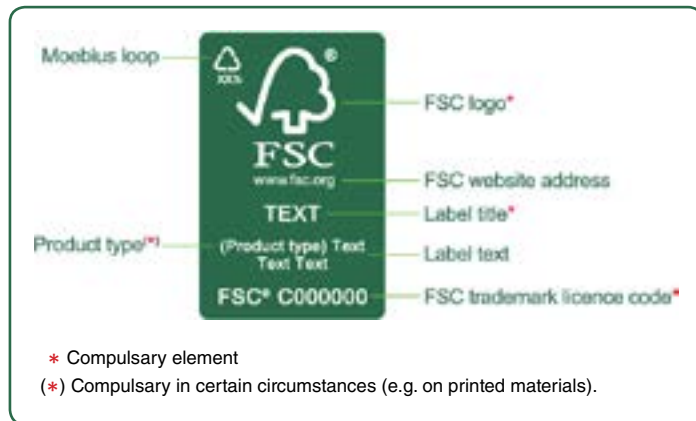 Moebius loop
XX%
®
FSC logo*
FSC
www.fsc.org
FSC website address
TEXT
Label title*
Product type(*)
(Product type) Text
Text Text
Label text
FSC® C000000
FSC trademark licence code*
* Compulsary element
(*) Compulsary in certain circumstances (e.g. on printed materials).